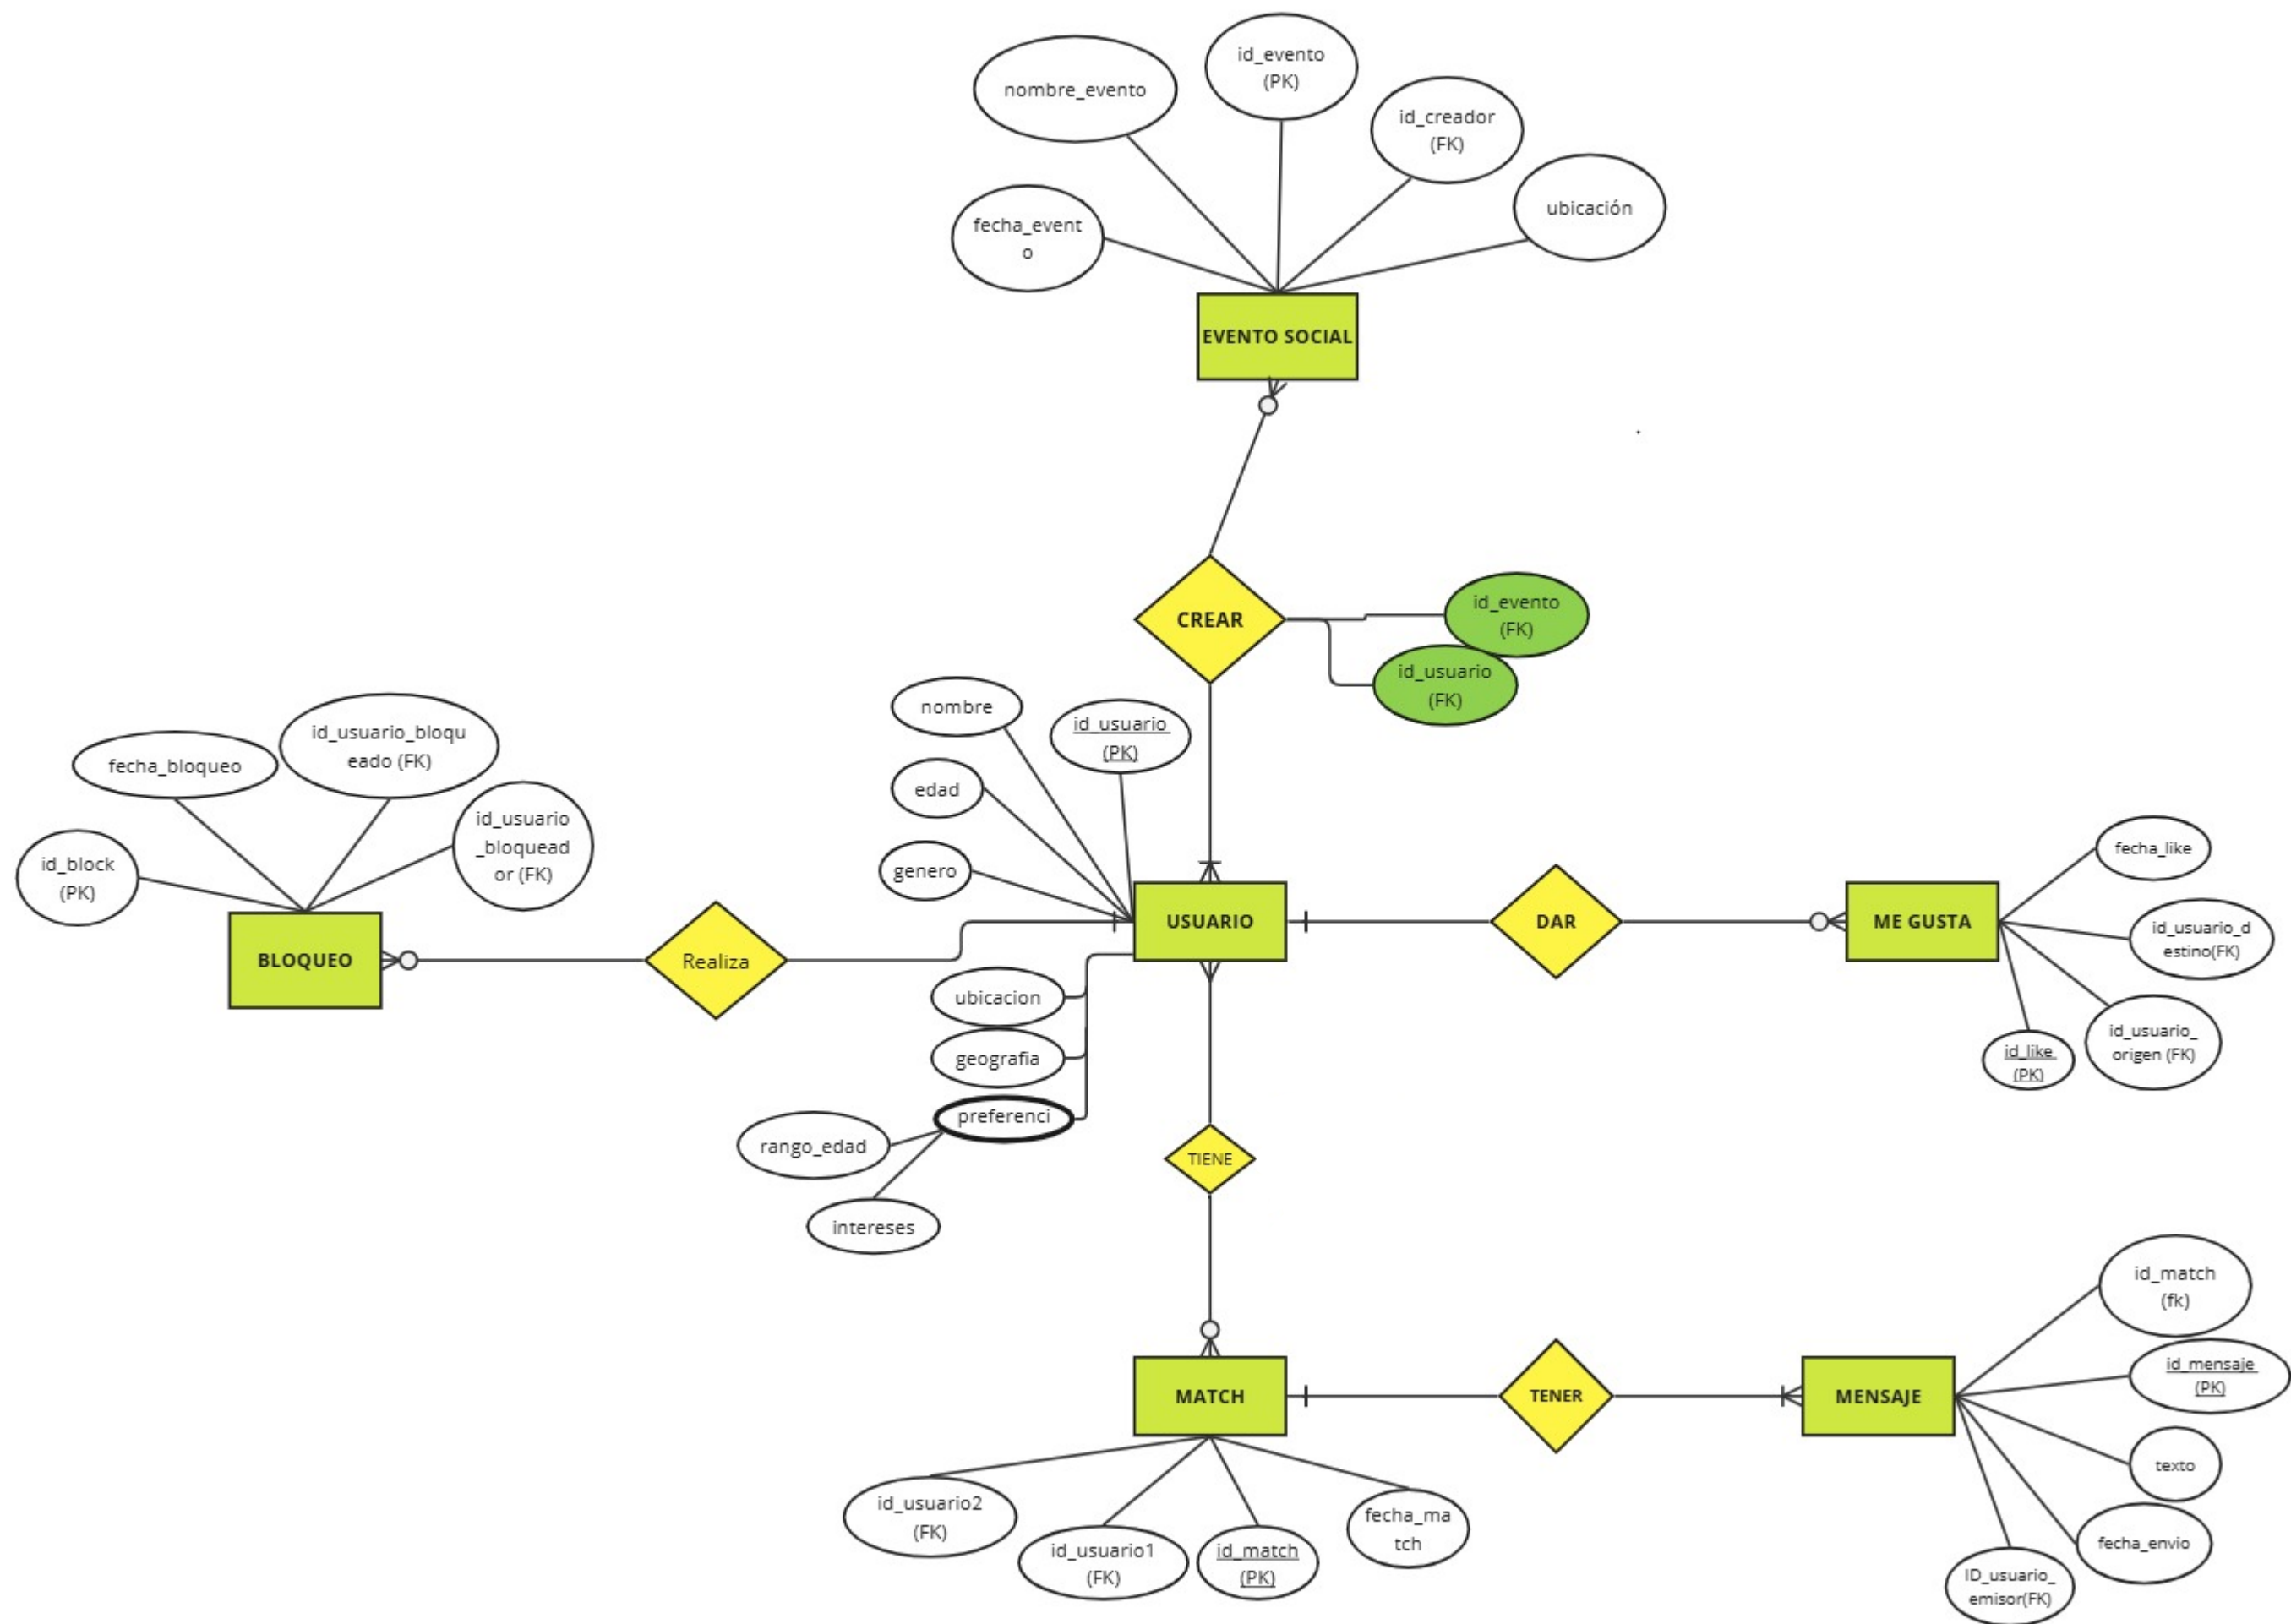 id_evento
(PK)
nombre_evento
id_creador
(FK)
ubicación
fecha_event
o
EVENTO SOCIAL
CREAR
id_evento
(FK)
id_usuario
(FK)
nombre
id_usuario
(PK)
edad
genero
fecha_bloqueo
id_usuario_bloqu
eado (FK)
id_usuario
_bloquead
or (FK)
id_block
(PK)
BLOQUEO
Realiza
USUARIO
DAR
ME GUSTA
fecha_like
id_usuario_d
estino(FK)
id_usuario_
origen (FK)
id_like
(PK)
ubicacion
geografia
preferenci
rango_edad
intereses
TIENE
MATCH
TENER
MENSAJE
id_match
(fk)
id_mensaje
(PK)
texto
fecha_envio
ID_usuario_
emisor(FK)
id_usuario2
(FK)
id_usuario1
(FK)
id_match
(PK)
fecha_ma
tch